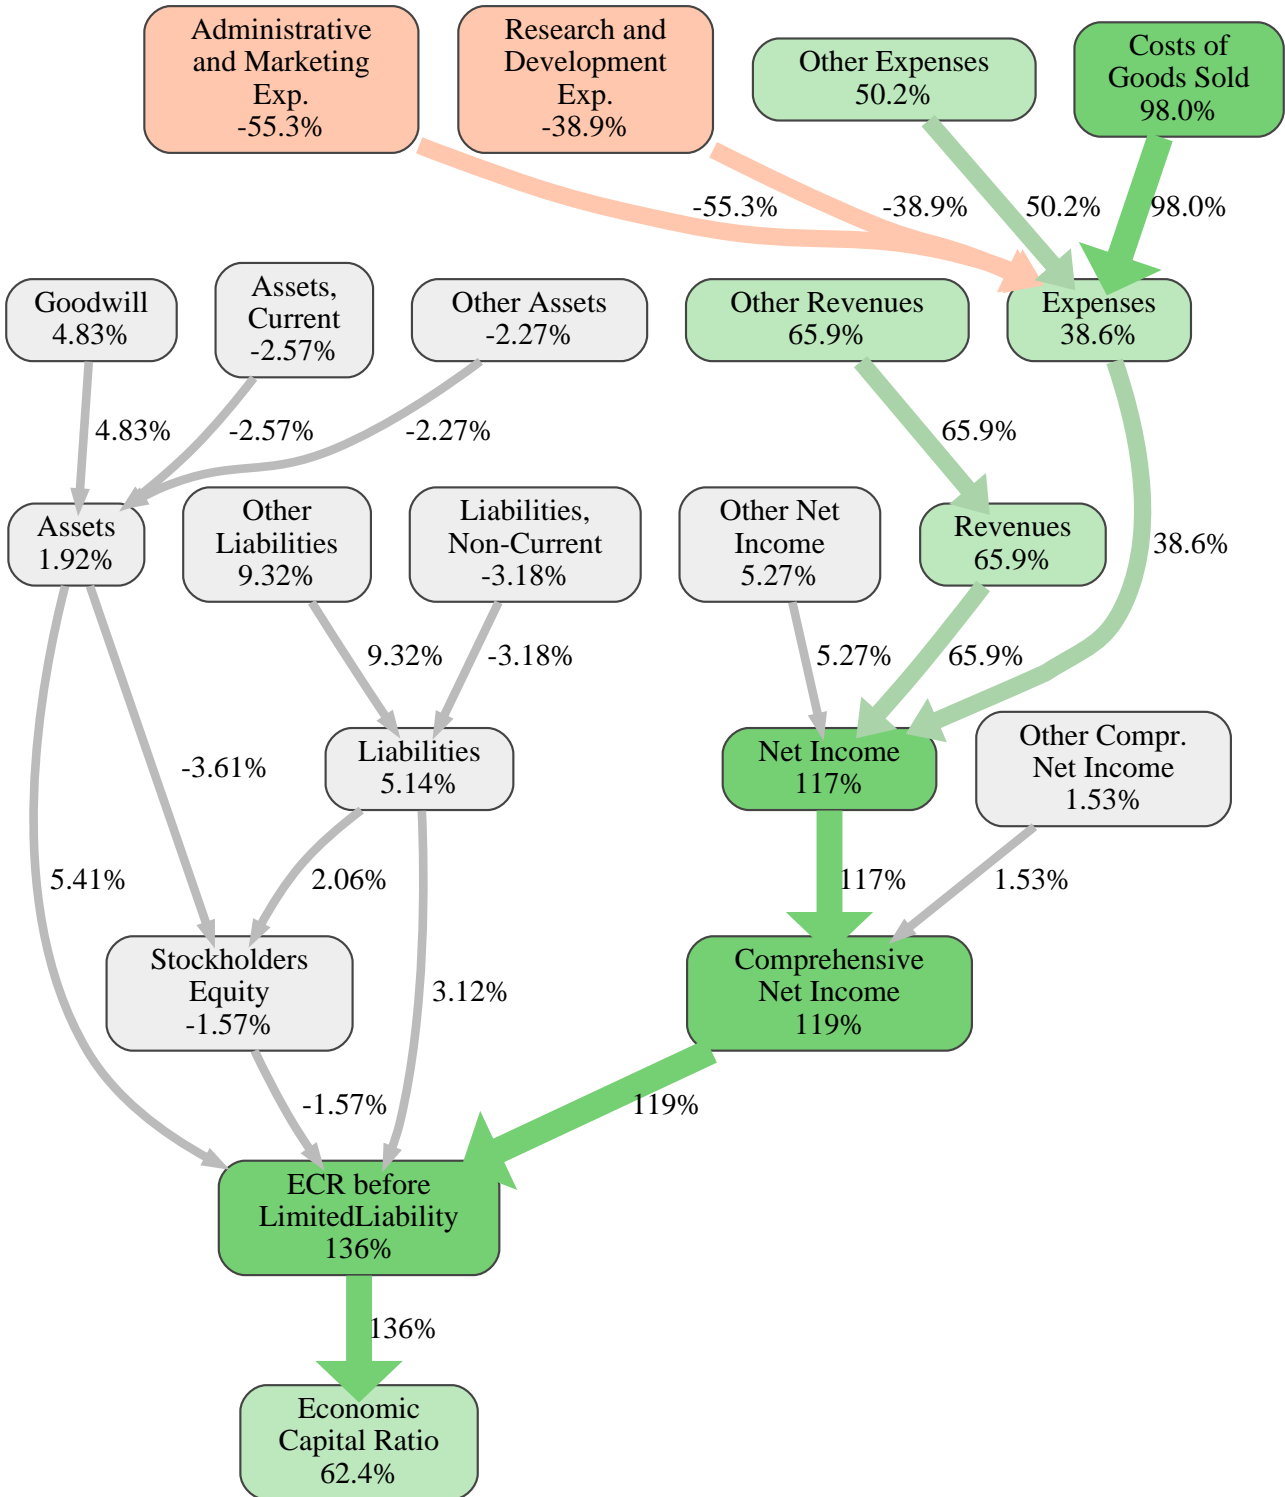 Administrative
and Marketing
Exp.
-55.3%
Research and
Development
Exp.
-38.9%
Other Expenses
50.2%
Costs of
Goods Sold
98.0%
-55.3%
-38.9%
50.2%
98.0%
Goodwill
4.83%
Assets,
Current
-2.57%
Other Assets
-2.27%
Other Revenues
65.9%
Expenses
38.6%
4.83%
-2.57%
-2.27%
65.9%
Assets
1.92%
Other
Liabilities
9.32%
Liabilities,
Non-Current
-3.18%
Other Net
Income
5.27%
Revenues
65.9%
38.6%
9.32%
-3.18%
5.27%
65.9%
-3.61%
Liabilities
5.14%
Net Income
117%
Other Compr.
Net Income
1.53%
5.41%
2.06%
117%
1.53%
Stockholders
Equity
-1.57%
3.12%
Comprehensive
Net Income
119%
-1.57%
119%
ECR before
LimitedLiability
136%
136%
Economic
Capital Ratio
62.4%